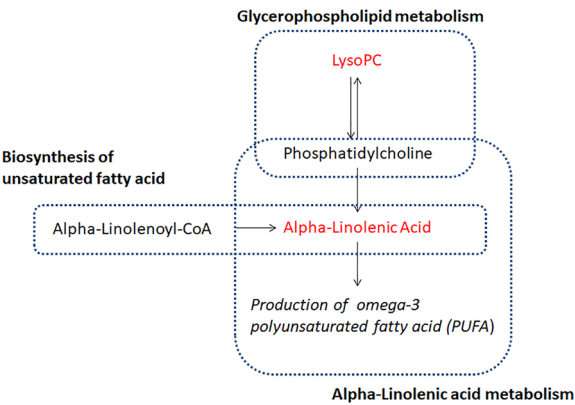 Glycerophospholipid metabolism
LysoPC
Phosphatidylcholine
Biosynthesis of
unsaturated fatty acid
Alpha-Linolenoyl-CoA
Alpha-Linolenic Acid
Production of omega-3
polyunsaturated fatty acid (PUFA)
Alpha-Linolenic acid metabolism